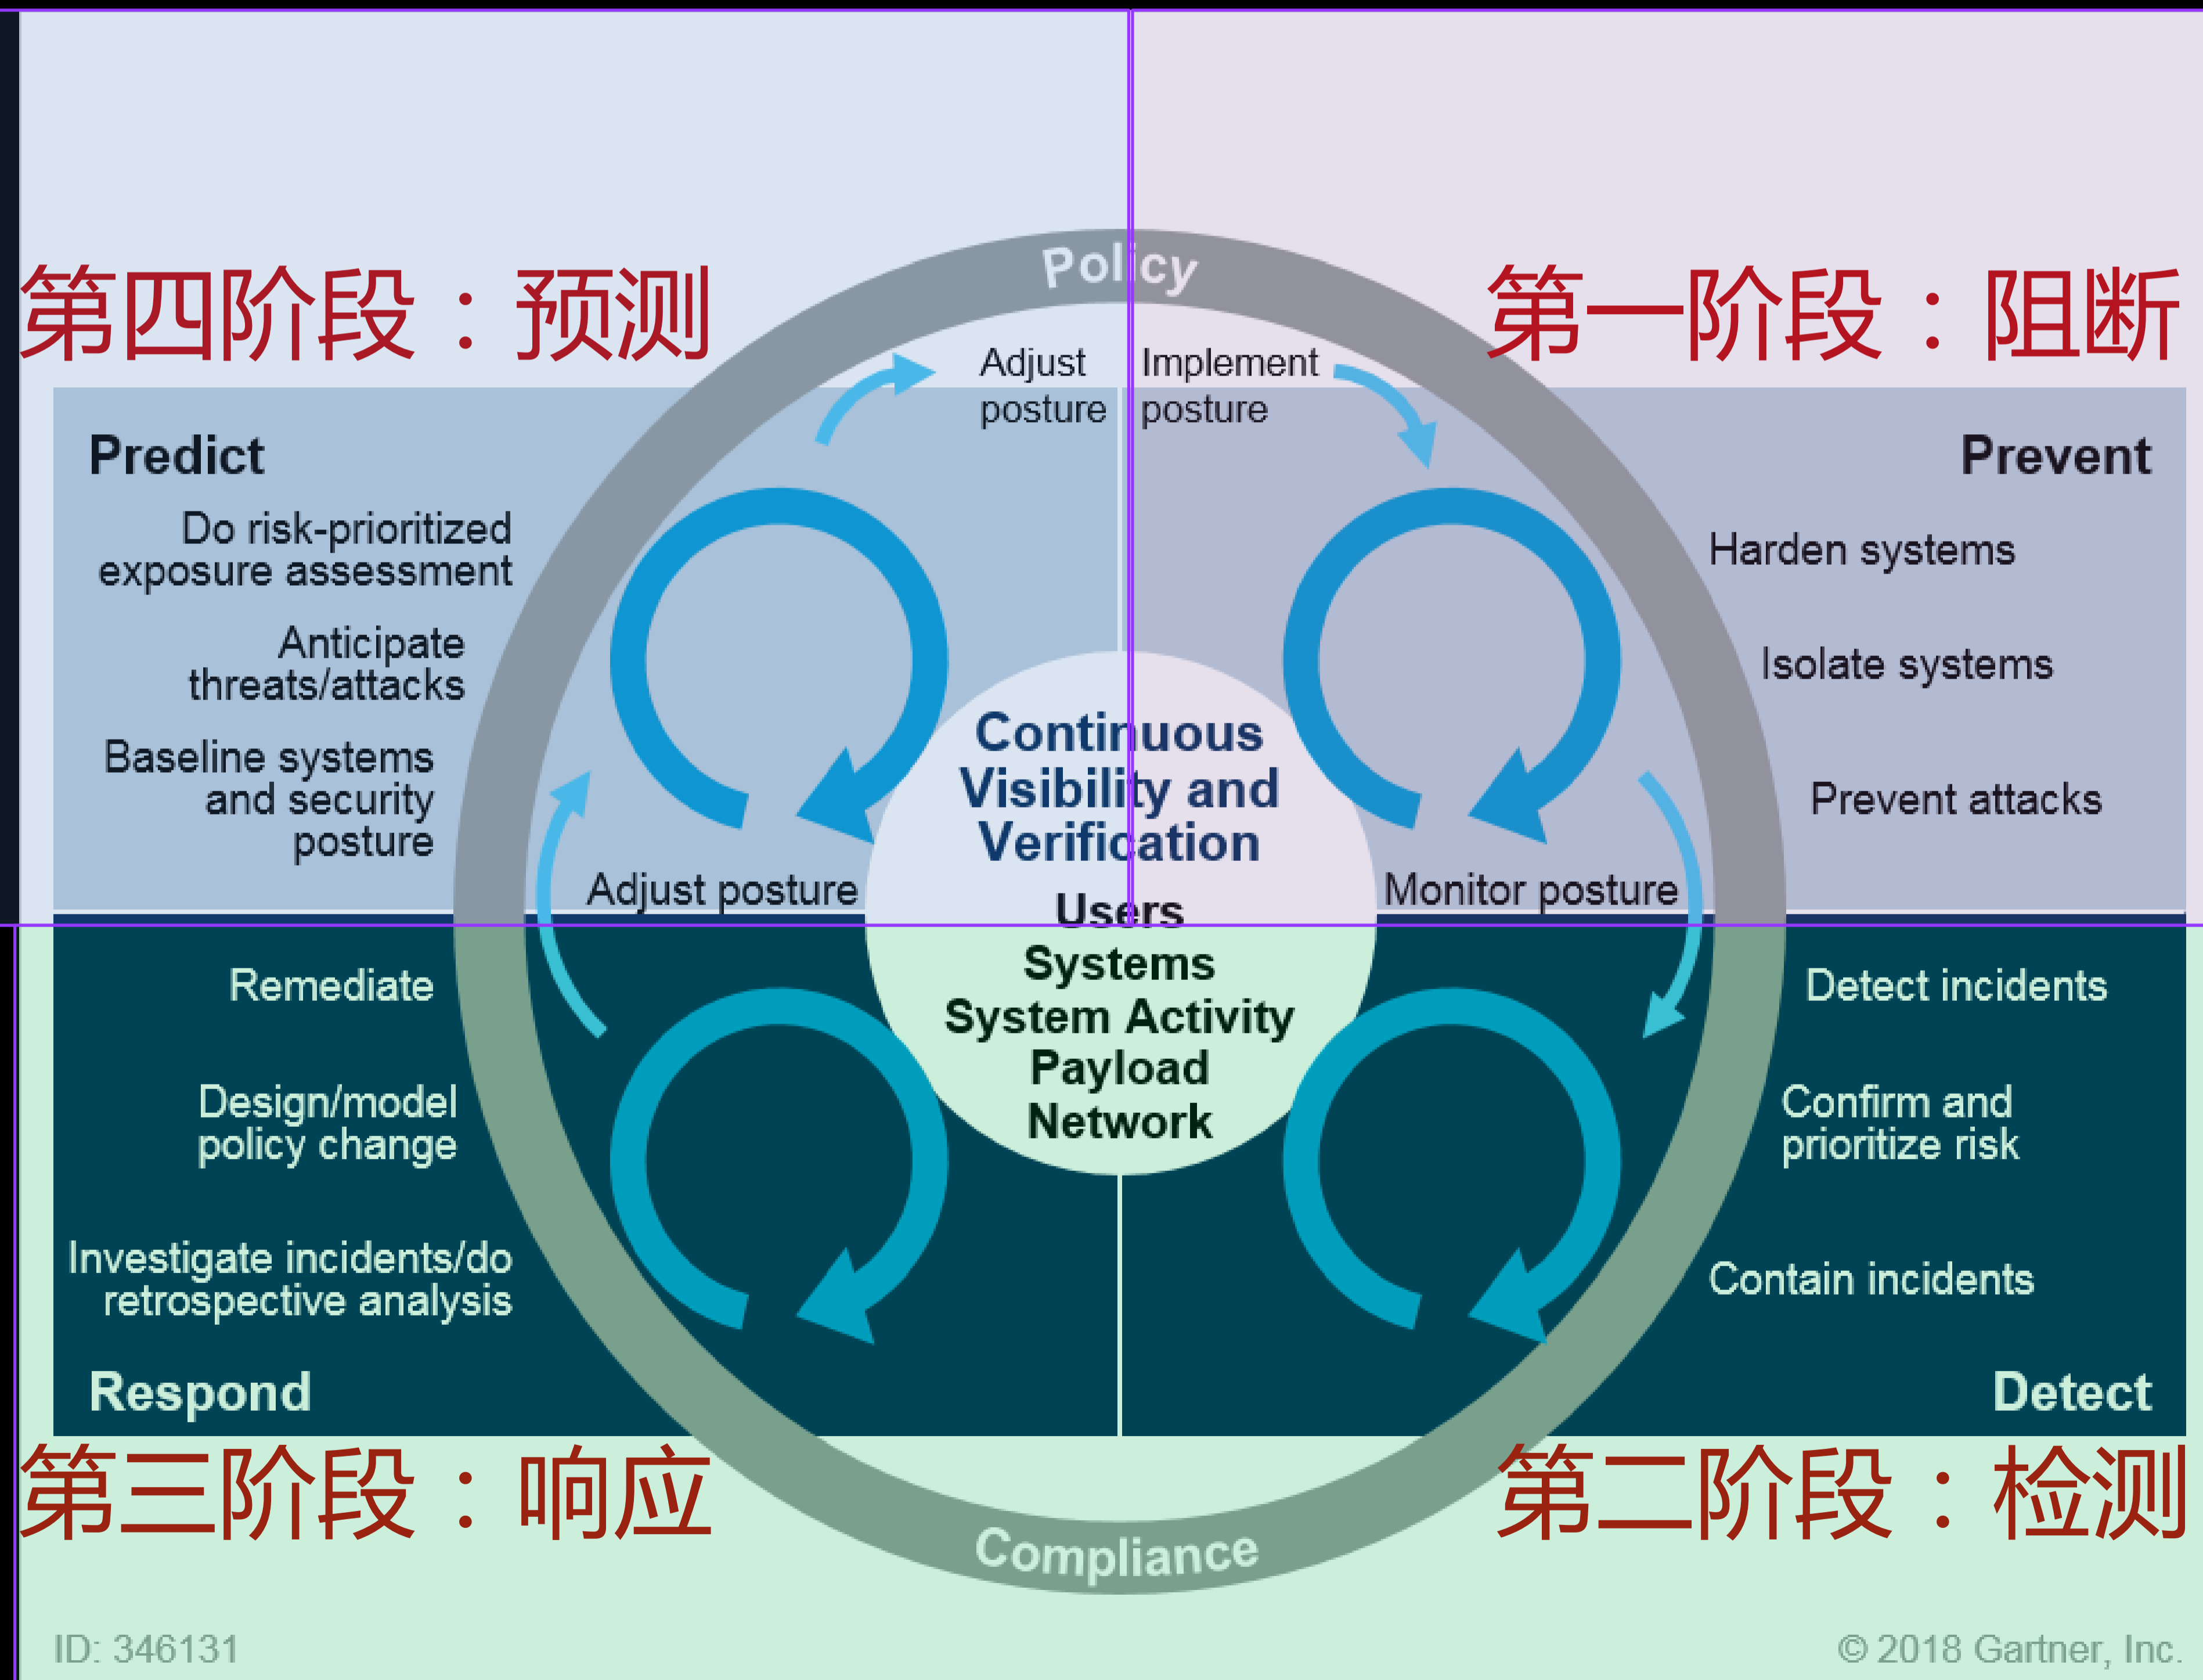 Policy
第四阶段：预测
第一阶段：阻断
Adjust
posture
Implement
posture
Predict
Do risk-prioritized
exposure assessment
Anticipate
threats/attacks
Baseline systems
and security
posture
Adjust posture
Prevent
Harden systems
Isolate systems
Prevent attacks
Monitor posture
Continuous
Visibility and
Verification
Users
Systems
System Activity
Payload
Network
Remediate
Design/model
policy change
Investigate incidents/do
retrospective analysis
Respond
Detect incidents
Confirm and
prioritize risk
Contain incidents
Detect
第三阶段：响应
第二阶段：检测
Compliance
ID: 346131
© 2018 Gartner, Inc.